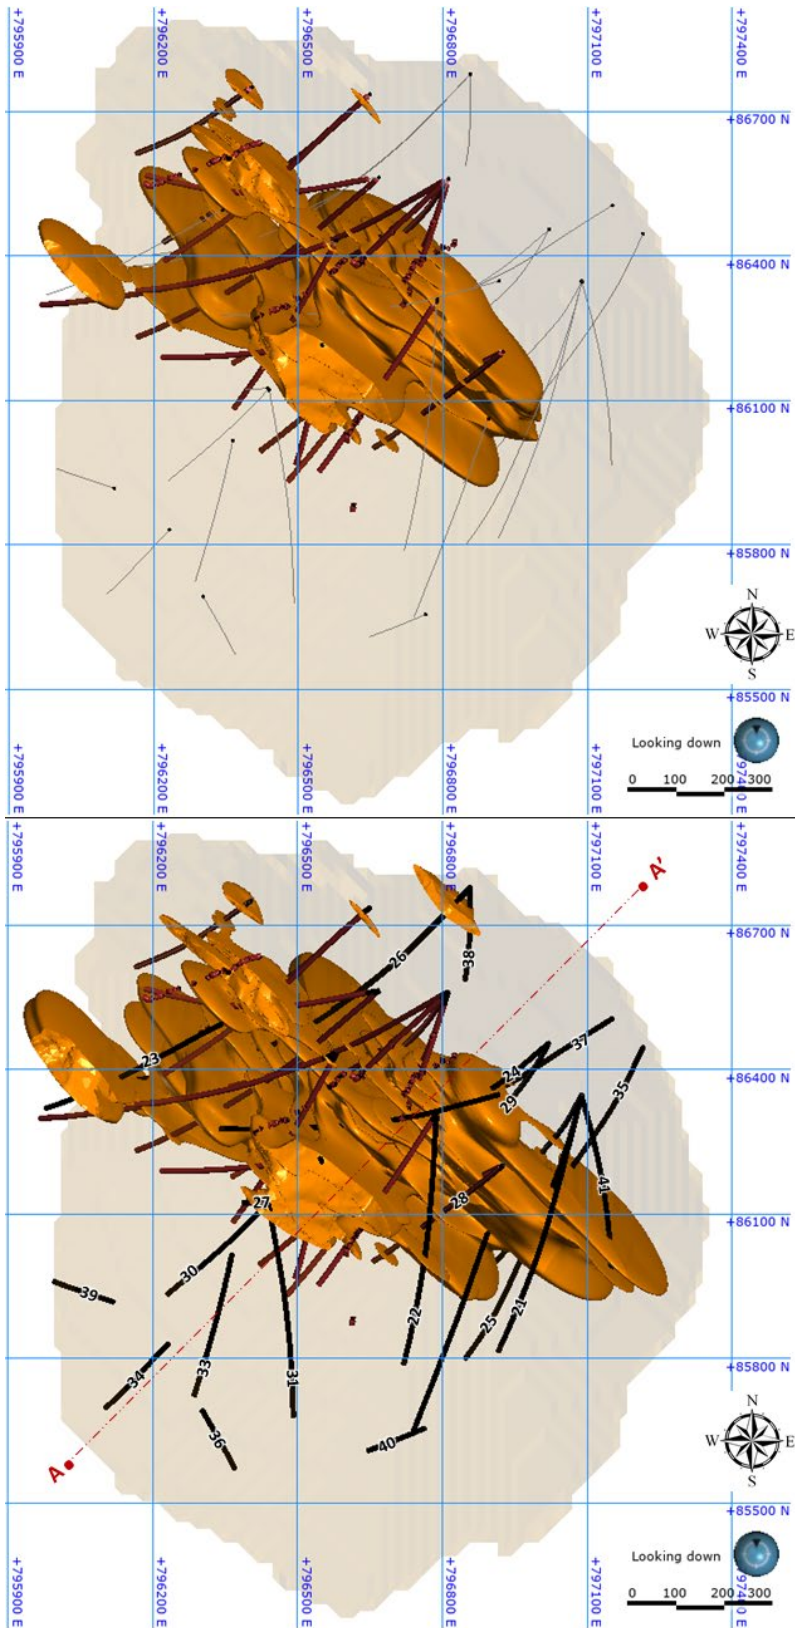 +795900 E
+796200 E
+796500 E
+796800 E
+797100 E
+797400 E
+86700 N
+86400 N
+86100 N
+85800 N
N
W E
S
+85500 N
Looking down
0 100 200 300
+795900 E
+796200 E
+796500 E
+796800 E
+797100 E
+797400 E
+795900 E
+796200 E
+796500 E
+796800 E
+797100 E
+797400 E
A'
+86700 N
26
38
37
23
24
+86400 N
35
29
41
28
27
+86100 N
30
39
22
25
21
33
34
31
+85800 N
36
40
N
W E
S
A
+85500 N
Looking down
0 100 200 300
+795900 E
+796200 E
+796500 E
+796800 E
+797100 E
+797400 E